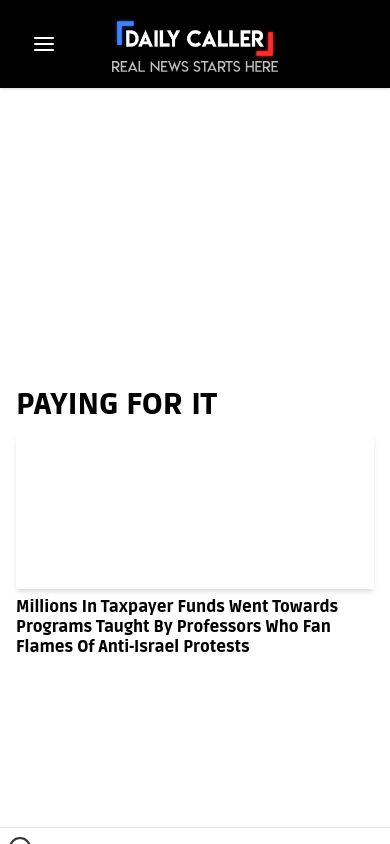 DAILY CALLER
REAL NEWS STARTS HERE
PAYING FOR IT
Millions In Taxpayer Funds Went Towards
Programs Taught By Professors Who Fan
Flames Of Anti-Israel Protests